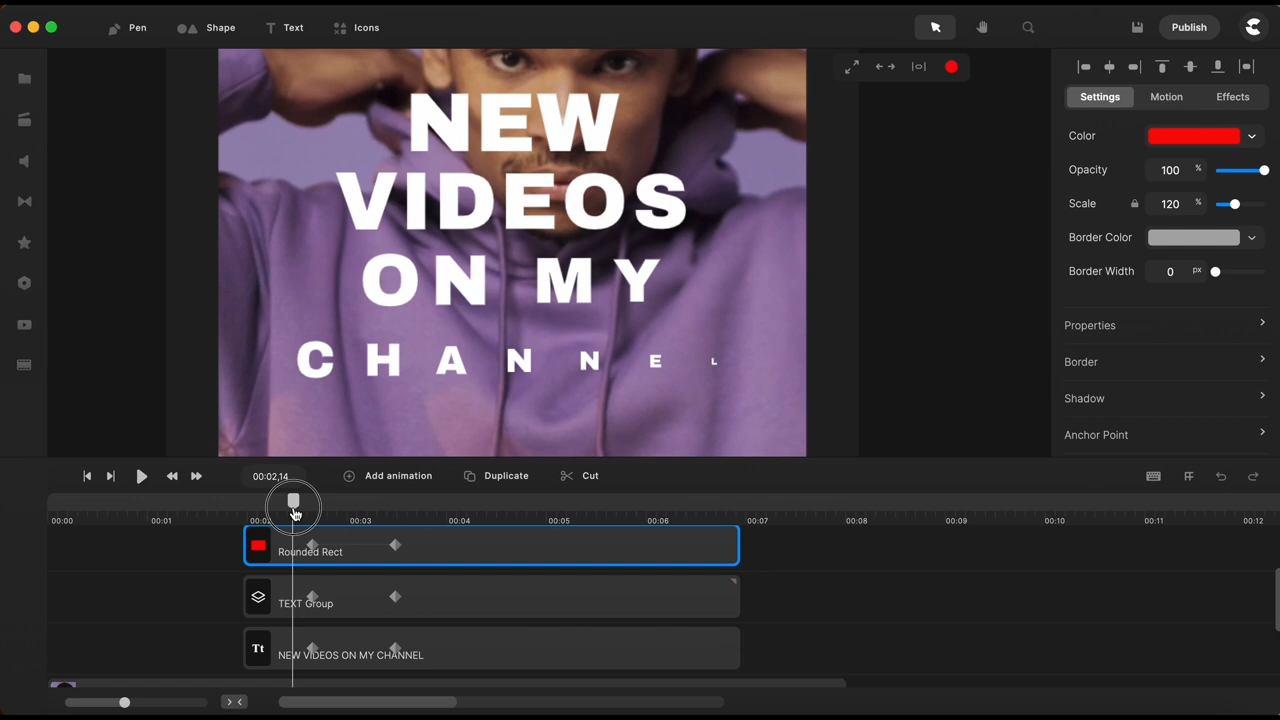 Pen Shape Text Icons Publish
NEW
VIDEOS
ON MY
CHANNEL
Settings Motion Effects
Color
Opacity 100 %
Scale 120 %
Border Color
Border Width 0 px
Properties
Border
Shadow
Anchor Point
00:02,14 Add animation Duplicate Cut
00:00 00:01 00:02 00:03 00:04 00:05 00:06 00:07 00:08 00:09 00:10 00:11 00:12
Rounded Rect
TEXT Group
Tt NEW VIDEOS ON MY CHANNEL